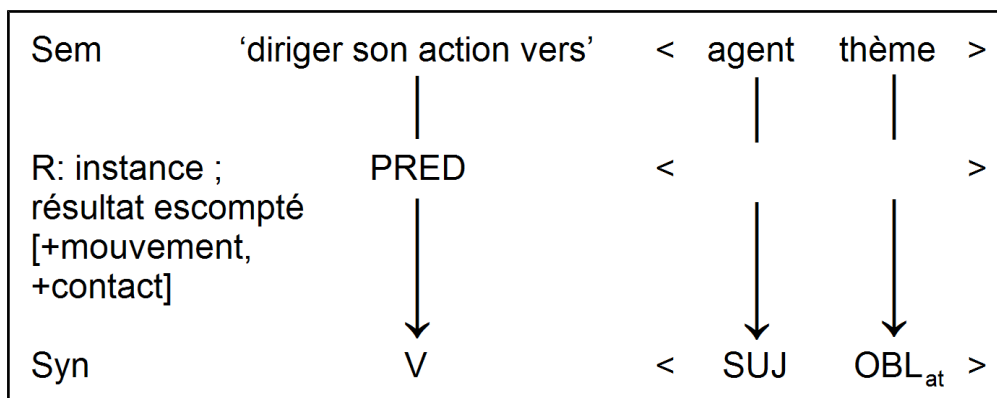 Sem ‘diriger son action vers’ < agent thème >
R: instance ; PRED < >
résultat escompté
[+mouvement,
+contact]
Syn V < SUJ OBLat >